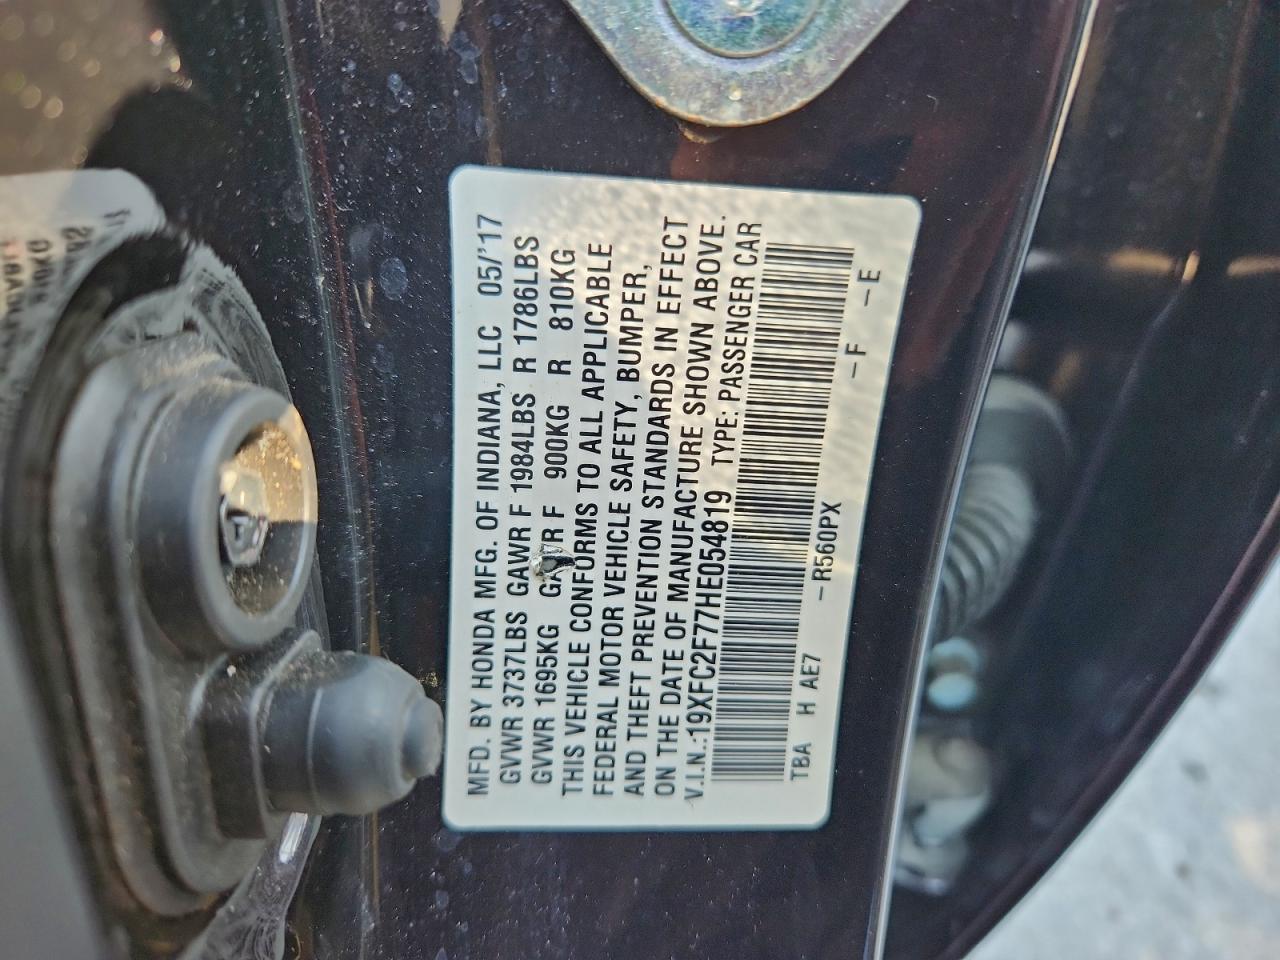 MFD. BY HONDA MFG. OF INDIANA, LLC 05/'17
GVWR 3737LBS GAWR F 1984LBS R 1786LBS
GVWR 1695KG F 900KG R 810KG
THIS VEHICLE CONFORMS TO ALL APPLICABLE
FEDERAL MOTOR VEHICLE SAFETY, BUMPER,
AND THEFT PREVENTION STANDARDS IN EFFECT
ON THE DATE OF MANUFACTURE SHOWN ABOVE.
V.I.N.:19XFC2F77HE054819 TYPE: PASSENGER CAR
TBA H AE7 -R560PX -F -E